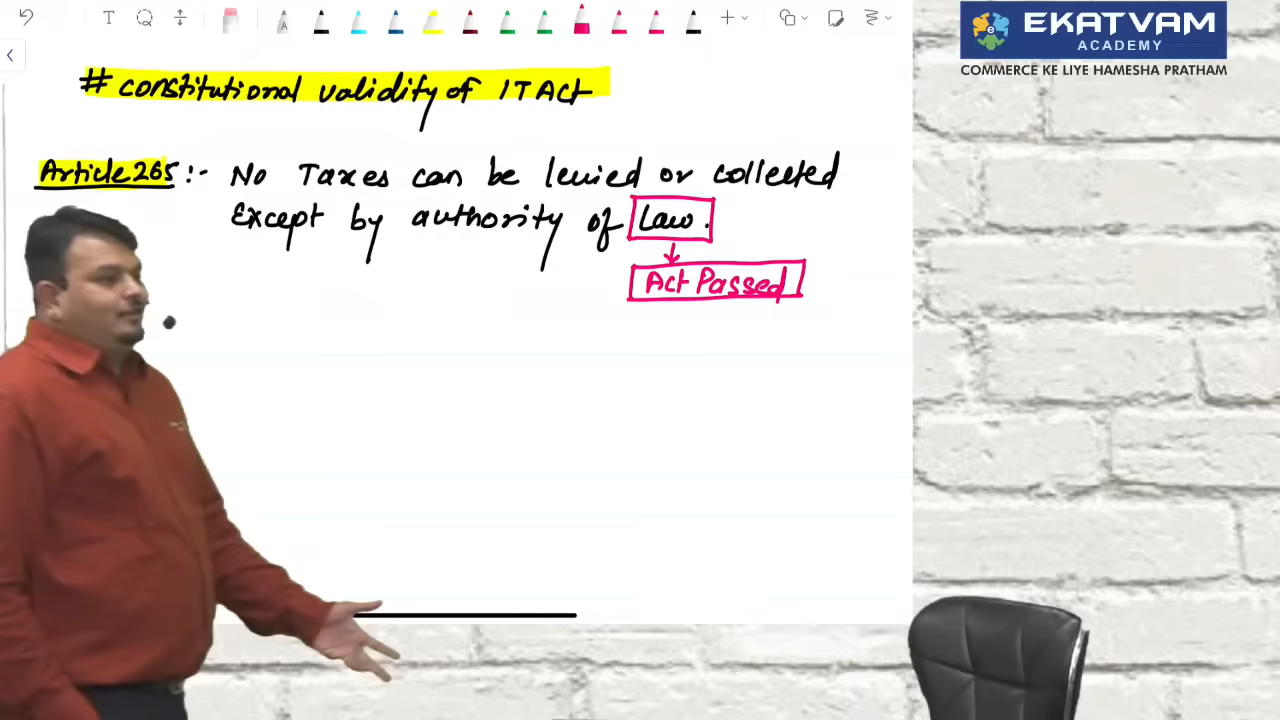 EKATVAM
ACADEMY
COMMERCE KE LIYE HAMESHA PRATHAM
# Constitutional validity of IT Act
Article 265 :- No Taxes can be levied or collected
Except by authority of Law.
Act Passed